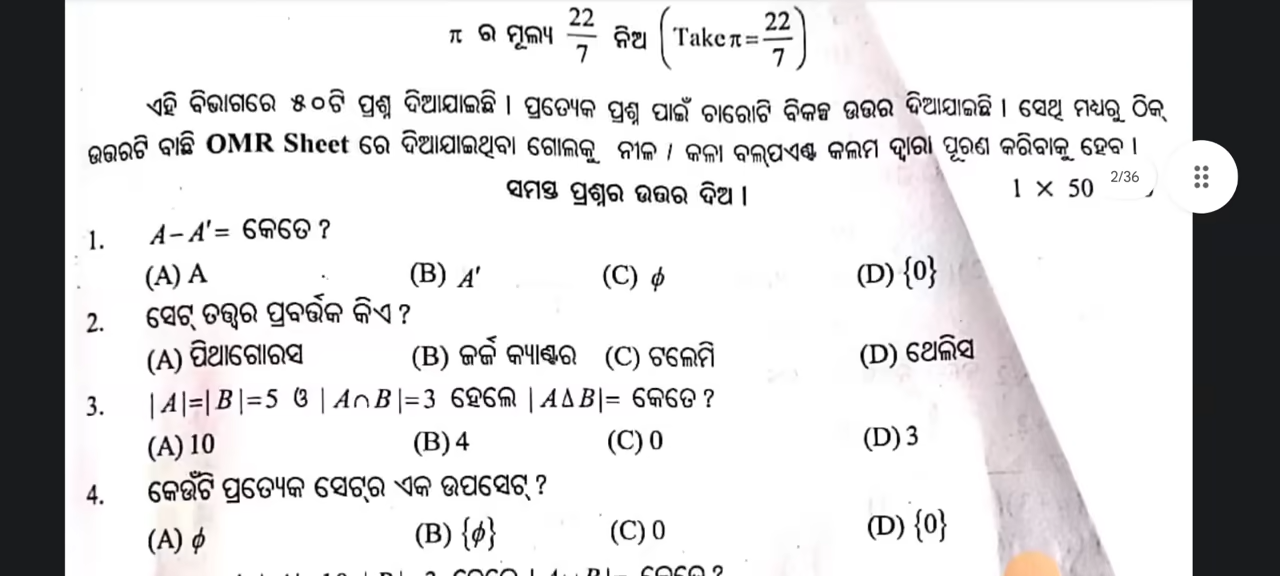 π ର ମୂଲ୍ୟ 22/7 ନିଅ (Take π = 22/7)
ଏହି ବିଭାଗରେ ୫୦ଟି ପ୍ରଶ୍ନ ଦିଆଯାଇଛି । ପ୍ରତ୍ୟେକ ପ୍ରଶ୍ନ ପାଇଁ ଚାରୋଟି ବିକଳ୍ପ ଉତ୍ତର ଦିଆଯାଇଛି । ସେଥି ମଧ୍ୟରୁ ଠିକ୍
ଉତ୍ତରଟି ବାଛି OMR Sheet ରେ ଦିଆଯାଇଥିବା ଗୋଲକୁ ନୀଳ / କଳା ବଲ୍‌ପଏଣ୍ଟ କଲମ ଦ୍ୱାରା ପୂରଣ କରିବାକୁ ହେବ ।
ସମସ୍ତ ପ୍ରଶ୍ନର ଉତ୍ତର ଦିଅ । 1 × 50
2/36
1. A − A′ = କେତେ ?
(A) A (B) A′ (C) ϕ (D) {0}
2. ସେଟ୍ ତତ୍ତ୍ୱର ପ୍ରବର୍ତ୍ତକ କିଏ ?
(A) ପିଥାଗୋରସ (B) ଜର୍ଜ କ୍ୟାଣ୍ଟର (C) ଟଲେମି (D) ଥେଲିସ
3. |A|=|B|=5 ଓ |A∩B|=3 ହେଲେ |AΔB|= କେତେ ?
(A) 10 (B) 4 (C) 0 (D) 3
4. କେଉଁଟି ପ୍ରତ୍ୟେକ ସେଟ୍‌ର ଏକ ଉପସେଟ୍ ?
(A) ϕ (B) {ϕ} (C) 0 (D) {0}